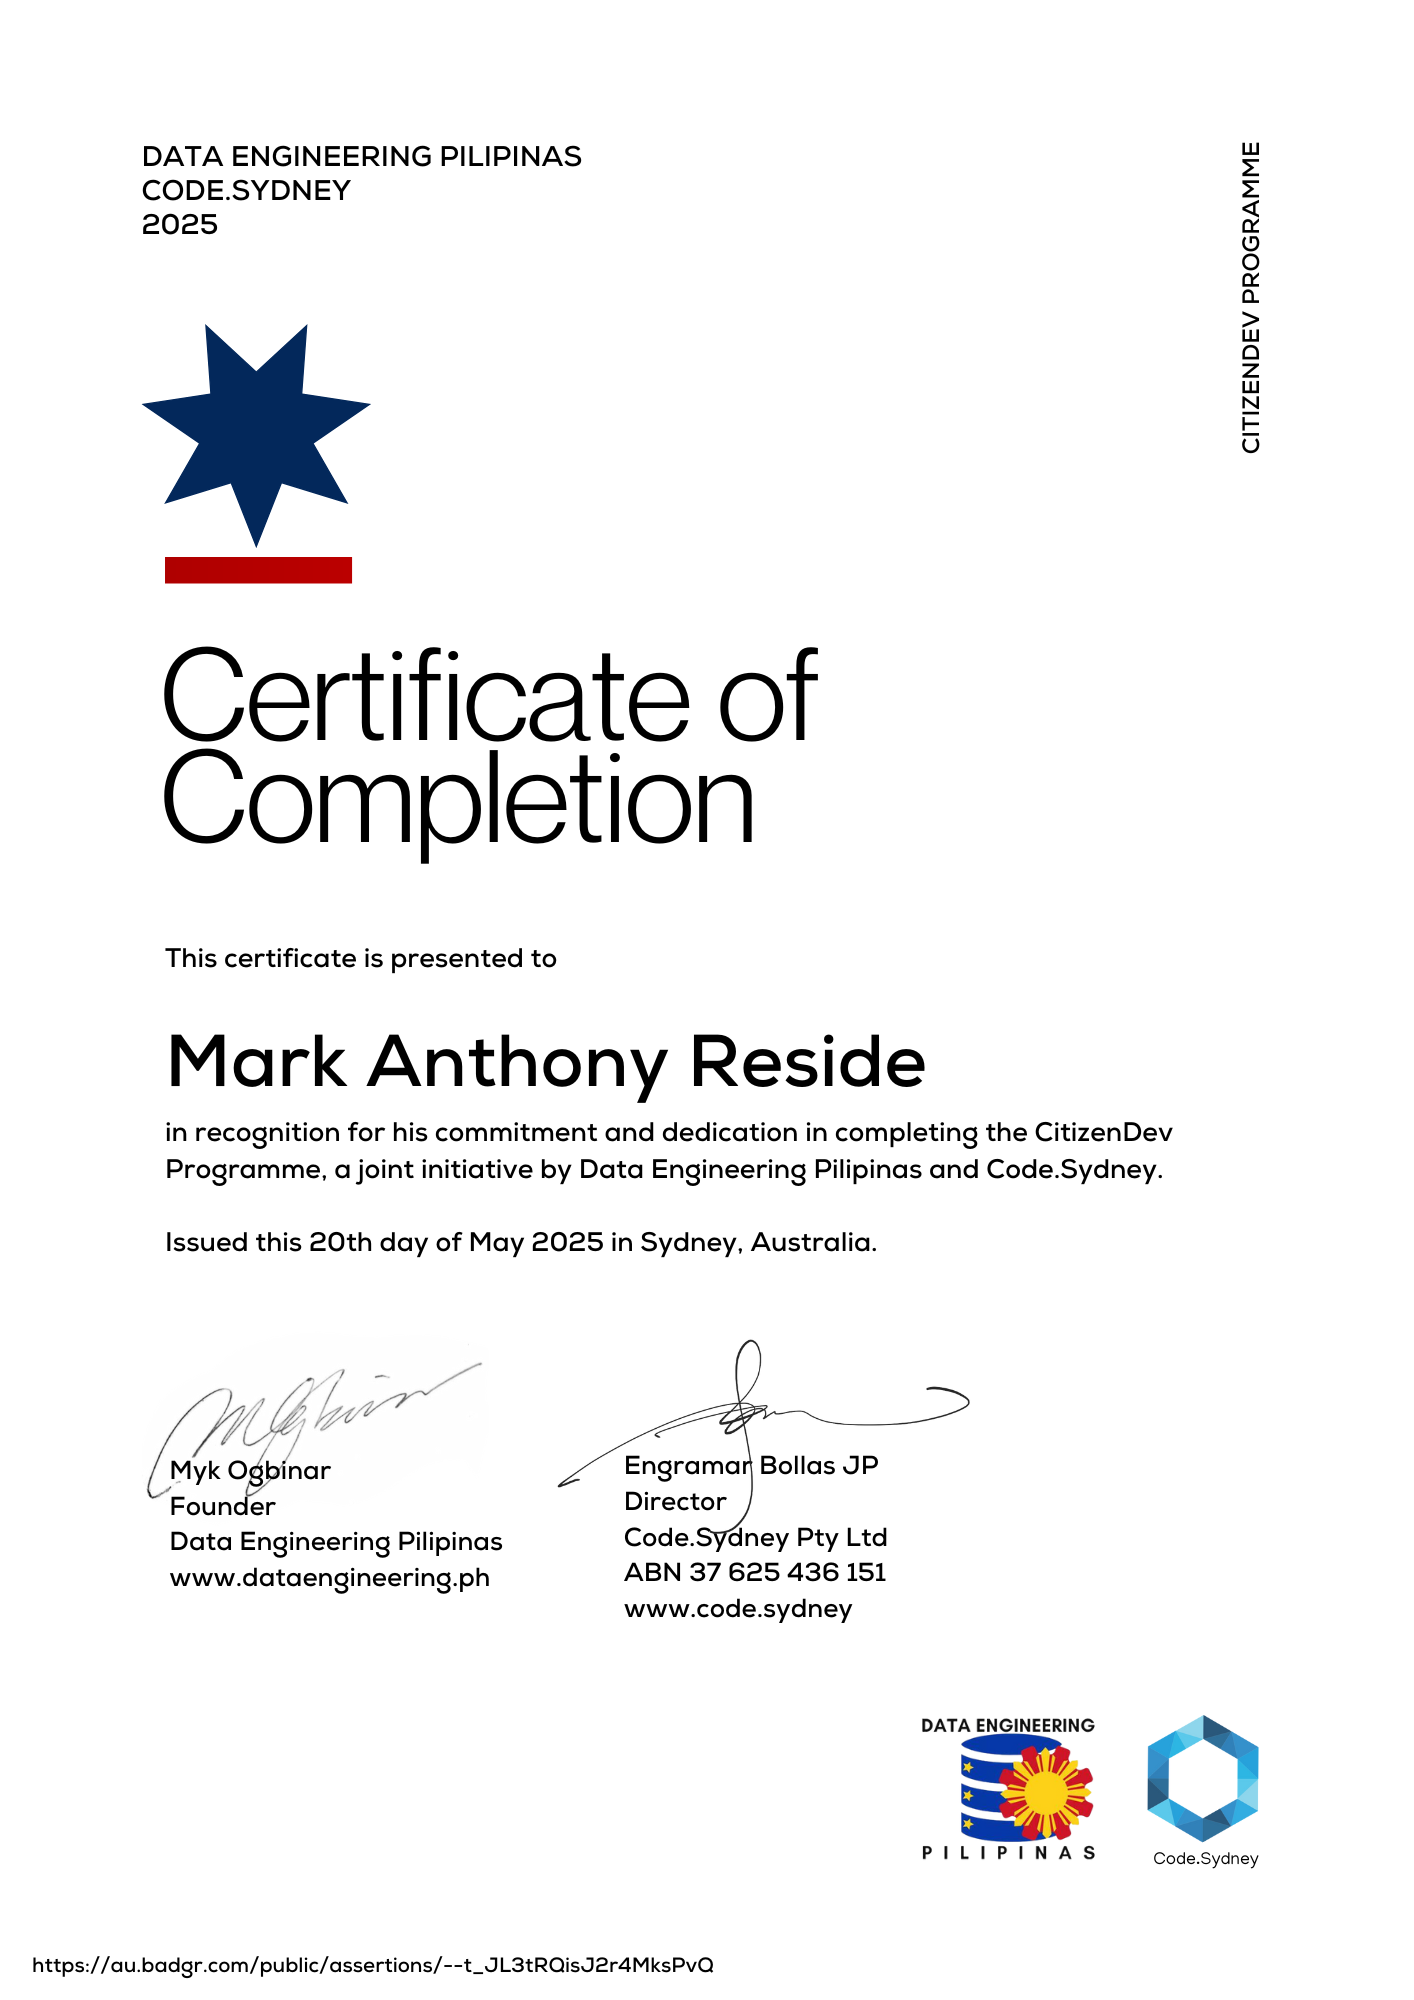 DATA ENGINEERING PILIPINAS
CODE.SYDNEY
2025
CITIZENDEV PROGRAMME
Certificate of
Completion
This certificate is presented to
Mark Anthony Reside
in recognition for his commitment and dedication in completing the CitizenDev
Programme, a joint initiative by Data Engineering Pilipinas and Code.Sydney.
Issued this 20th day of May 2025 in Sydney, Australia.
Myk Ogbinar
Founder
Data Engineering Pilipinas
www.dataengineering.ph
Engramar Bollas JP
Director
Code.Sydney Pty Ltd
ABN 37 625 436 151
www.code.sydney
DATA ENGINEERING
PILIPINAS
Code.Sydney
https://au.badgr.com/public/assertions/--t_JL3tRQisJ2r4MksPvQ